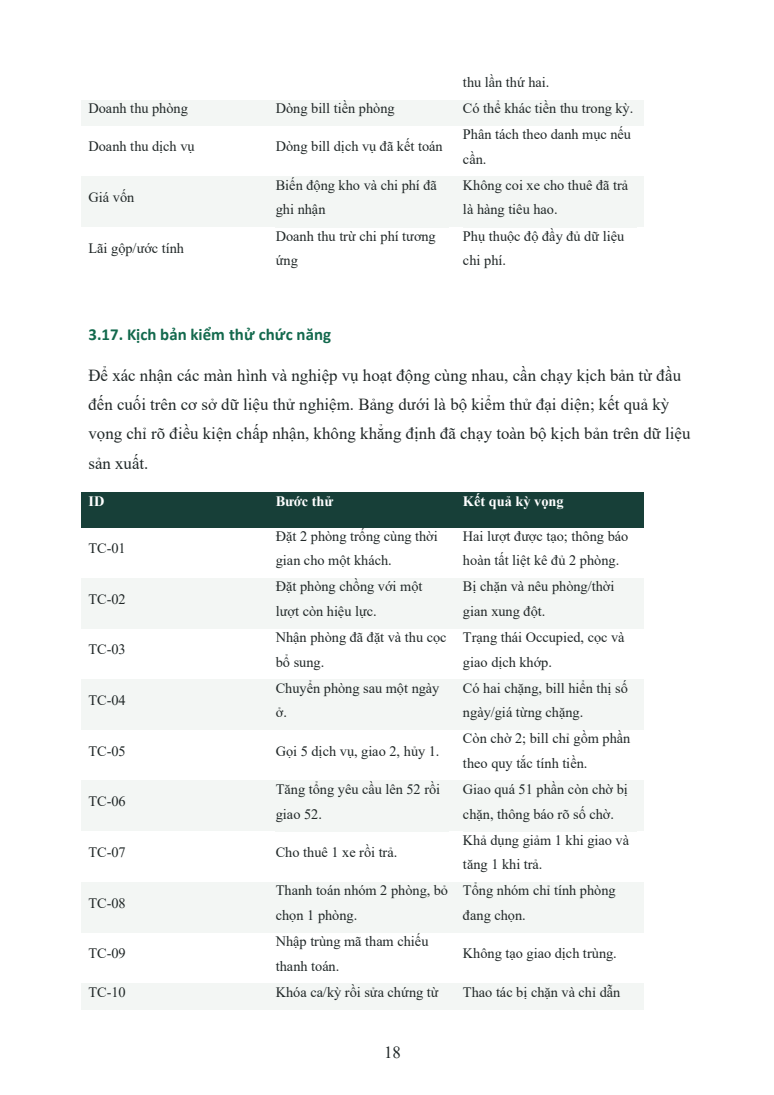 thu lần thứ hai.
Doanh thu phòng Dòng bill tiền phòng Có thể khác tiền thu trong kỳ.
Doanh thu dịch vụ Dòng bill dịch vụ đã kết toán Phân tách theo danh mục nếu
cần.
Giá vốn Biến động kho và chi phí đã Không coi xe cho thuê đã trả
ghi nhận là hàng tiêu hao.
Lãi gộp/ước tính Doanh thu trừ chi phí tương Phụ thuộc độ đầy đủ dữ liệu
ứng chi phí.
3.17. Kịch bản kiểm thử chức năng
Để xác nhận các màn hình và nghiệp vụ hoạt động cùng nhau, cần chạy kịch bản từ đầu
đến cuối trên cơ sở dữ liệu thử nghiệm. Bảng dưới là bộ kiểm thử đại diện; kết quả kỳ
vọng chỉ rõ điều kiện chấp nhận, không khẳng định đã chạy toàn bộ kịch bản trên dữ liệu
sản xuất.
ID Bước thử Kết quả kỳ vọng
TC-01 Đặt 2 phòng trống cùng thời Hai lượt được tạo; thông báo
gian cho một khách. hoàn tất liệt kê đủ 2 phòng.
TC-02 Đặt phòng chồng với một Bị chặn và nêu phòng/thời
lượt còn hiệu lực. gian xung đột.
TC-03 Nhận phòng đã đặt và thu cọc Trạng thái Occupied, cọc và
bổ sung. giao dịch khớp.
TC-04 Chuyển phòng sau một ngày Có hai chặng, bill hiển thị số
ở. ngày/giá từng chặng.
TC-05 Gọi 5 dịch vụ, giao 2, hủy 1. Còn chờ 2; bill chỉ gồm phần
theo quy tắc tính tiền.
TC-06 Tăng tổng yêu cầu lên 52 rồi Giao quá 51 phần còn chờ bị
giao 52. chặn, thông báo rõ số chờ.
TC-07 Cho thuê 1 xe rồi trả. Khả dụng giảm 1 khi giao và
tăng 1 khi trả.
TC-08 Thanh toán nhóm 2 phòng, bỏ Tổng nhóm chỉ tính phòng
chọn 1 phòng. đang chọn.
TC-09 Nhập trùng mã tham chiếu Không tạo giao dịch trùng.
thanh toán.
TC-10 Khóa ca/kỳ rồi sửa chứng từ Thao tác bị chặn và chỉ dẫn
18